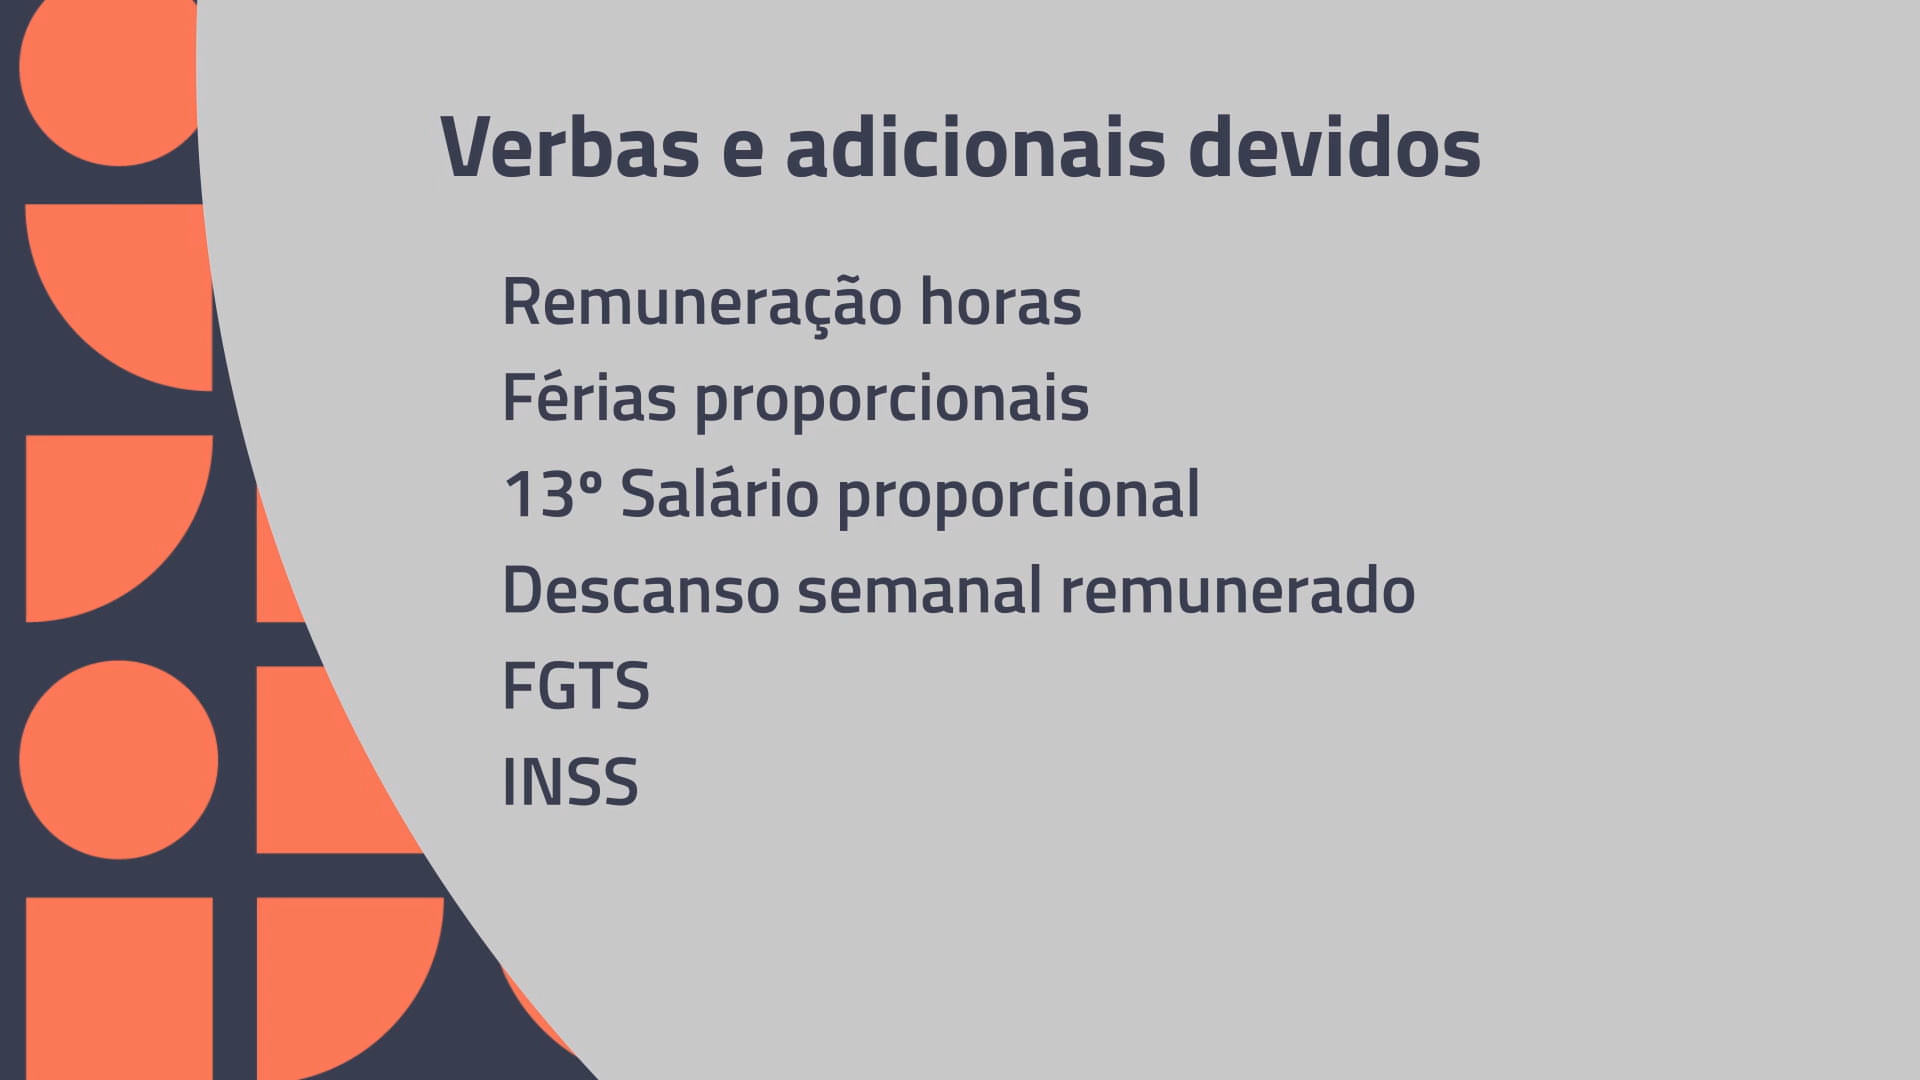 Verbas e adicionais devidos
Remuneração horas
Férias proporcionais
13º Salário proporcional
Descanso semanal remunerado
FGTS
INSS